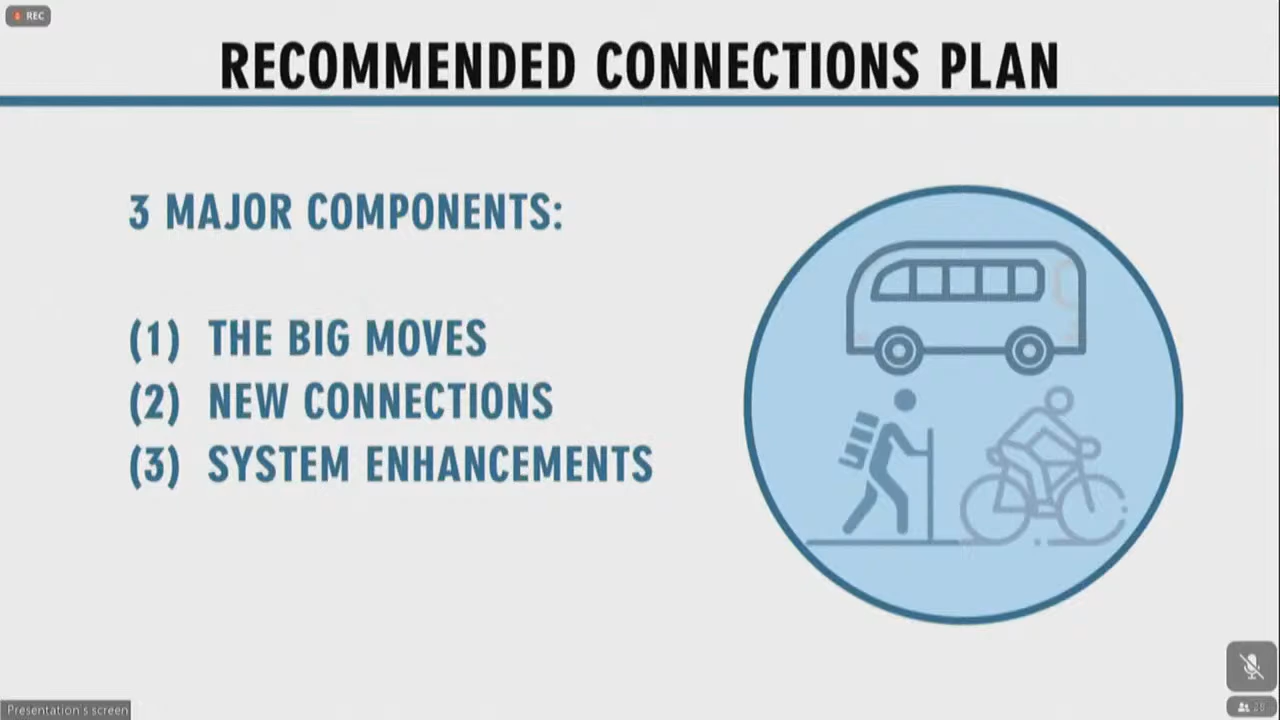 REC
RECOMMENDED CONNECTIONS PLAN
3 MAJOR COMPONENTS:
(1) THE BIG MOVES
(2) NEW CONNECTIONS
(3) SYSTEM ENHANCEMENTS
Presentation's screen